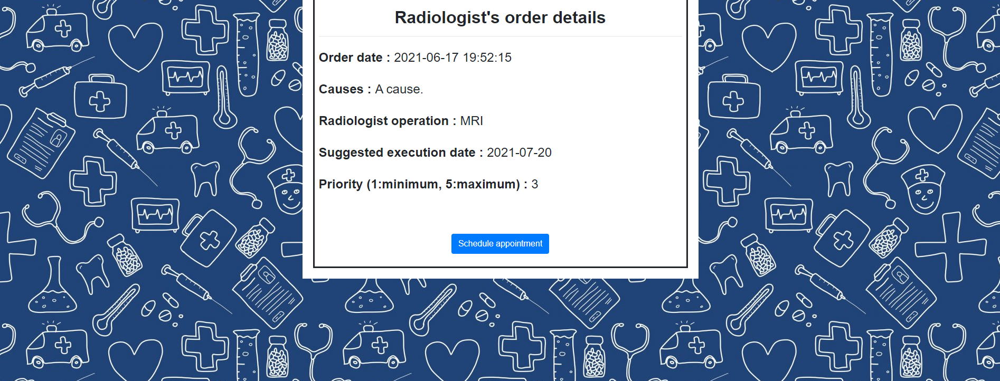 Radiologist's order details
Order date : 2021-06-17 19:52:15
Causes : A cause.
Radiologist operation : MRI
Suggested execution date : 2021-07-20
Priority (1:minimum, 5:maximum) : 3
Schedule appointment